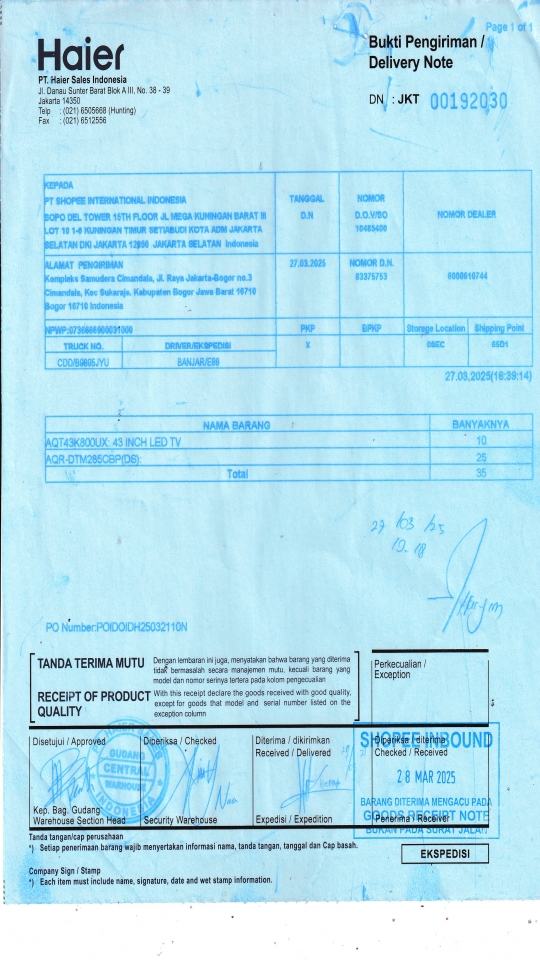 Page 1 of 1
Haier
Bukti Pengiriman /
Delivery Note
PT. Haier Sales Indonesia
Jl. Danau Sunter Barat Blok A III, No. 38 - 39
Jakarta 14350
Telp : (021) 6505668 (Hunting)
Fax : (021) 6512556
DN : JKT 00192030
KEPADA
PT SHOPEE INTERNATIONAL INDONESIA
SOPO DEL TOWER 15TH FLOOR JL MEGA KUNINGAN BARAT III
LOT 10 1-6 KUNINGAN TIMUR SETIABUDI KOTA ADM JAKARTA
SELATAN DKI JAKARTA 12950 JAKARTA SELATAN Indonesia
TANGGAL
D.N
NOMOR
D.O.V/SO
10485400
NOMOR DEALER
ALAMAT PENGIRIMAN
Kompleks Samudera Cimandala, Jl. Raya Jakarta-Bogor no.3
Cimandala, Kec Sukaraja. Kabupaten Bogor Jawa Barat 16710
Bogor 16710 Indonesia
27.03.2025
NOMOR D.N.
83375753
NPWP:
PKP
BPKP
Storage Location
Shipping Point
TRUCK NO.
DRIVER/EKSPEDISI
X
CDD/B9805JYU
BANJAR/E86
27.03.2025(16:39:14)
NAMA BARANG
BANYAKNYA
AQT43K800UX: 43 INCH LED TV
10
AQR-DTM265CBP(DS):
25
Total
35
27/03/25
19.18
PO Number:POIDOIDH25032110N
TANDA TERIMA MUTU
Dengan lembaran ini juga, menyatakan bahwa barang yang diterima
tidak bermasalah secara manajemen mutu, kecuali barang yang
model dan nomor serinya tertera pada kolom pengecualian
RECEIPT OF PRODUCT
QUALITY
With this receipt declare the goods received with good quality,
except for goods that model and serial number listed on the
exception column
Perkecualian /
Exception
Disetujui / Approved
Diperiksa / Checked
Diterima / dikirimkan
Received / Delivered
Diperiksa / diterima
Checked / Received
GUDANG
CENTRAL
WAREHOUSE
INDONESIA
SHOPEE INBOUND
28 MAR 2025
BARANG DITERIMA MENGACU PADA
GOODS RECEIPT NOTE
BUKAN PADA SURAT JALAN
Kep. Bag. Gudang
Warehouse Section Head
Security Warehouse
Expedisi / Expedition
Penerima / Receiver
Tanda tangan/cap perusahaan
*) Setiap penerimaan barang wajib menyertakan informasi nama, tanda tangan, tanggal dan Cap basah.
EKSPEDISI
Company Sign / Stamp
*) Each item must include name, signature, date and wet stamp information.